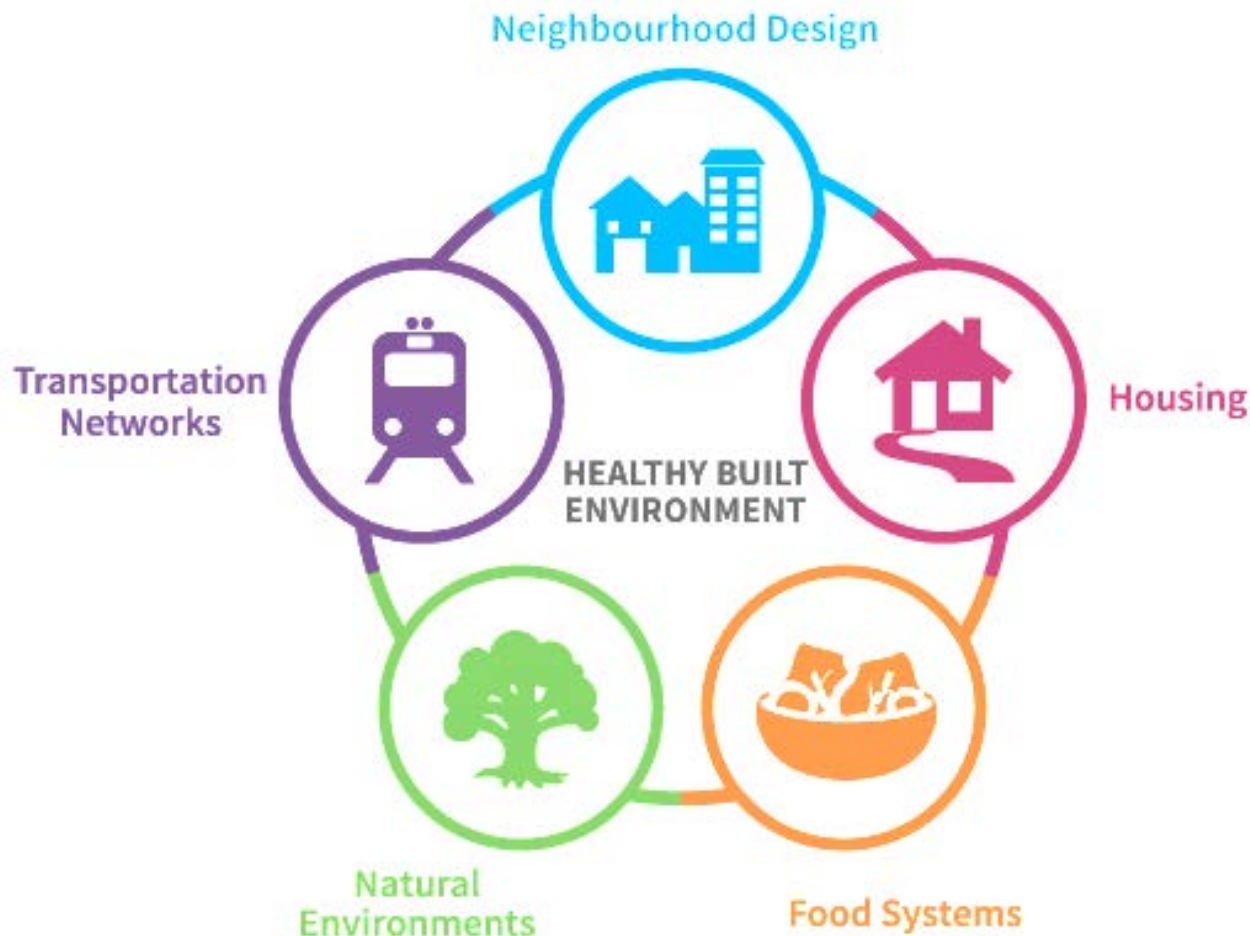 Neighbourhood Design
Transportation
Networks
Housing
HEALTHY BUILT
ENVIRONMENT
Natural
Environments
Food Systems